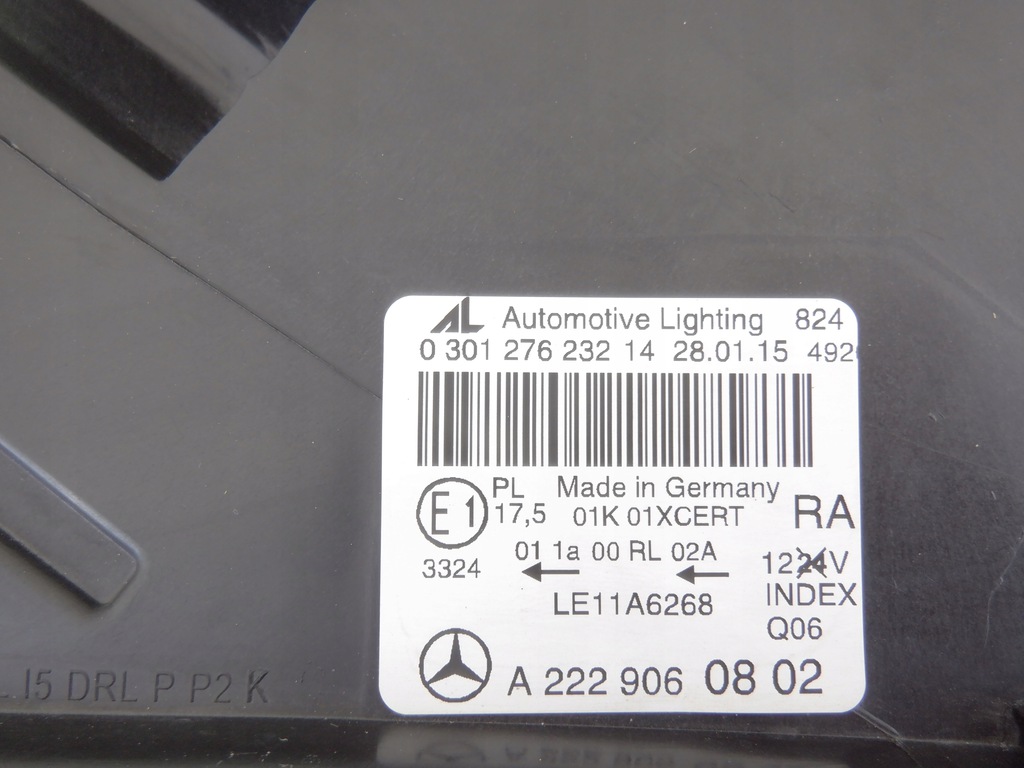 AL Automotive Lighting 824
0 301 276 232 14 28.01.15 492
E1 PL 17,5 Made in Germany
01K 01XCERT RA
3324 01 1a 00 RL 02A 1224V
LE11A6268 INDEX
Q06
A 222 906 08 02
I5 DRL P P2 K